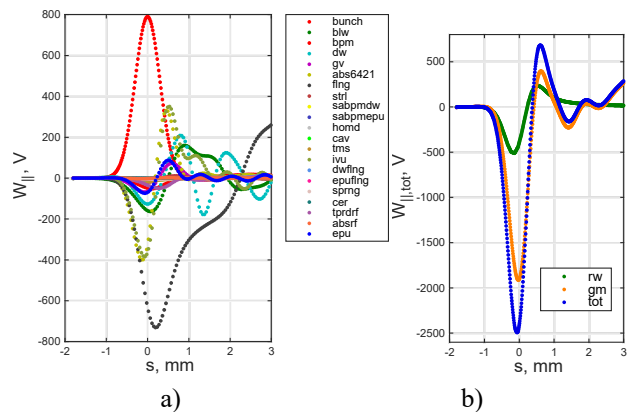 800
600
400
200
0
-200
-400
-600
-800
-2
-1
0
1
2
3
s, mm
W||, V
bunch
blw
bpm
dw
gv
abs6421
flng
strl
sabpmdw
sabpmepu
homd
cav
tms
ivu
dwflng
epuflng
sprng
cer
tprdrf
absrf
epu
500
0
-500
-1000
-1500
-2000
-2500
-2
-1
0
1
2
3
s, mm
W||,tot, V
rw
gm
tot
a)
b)